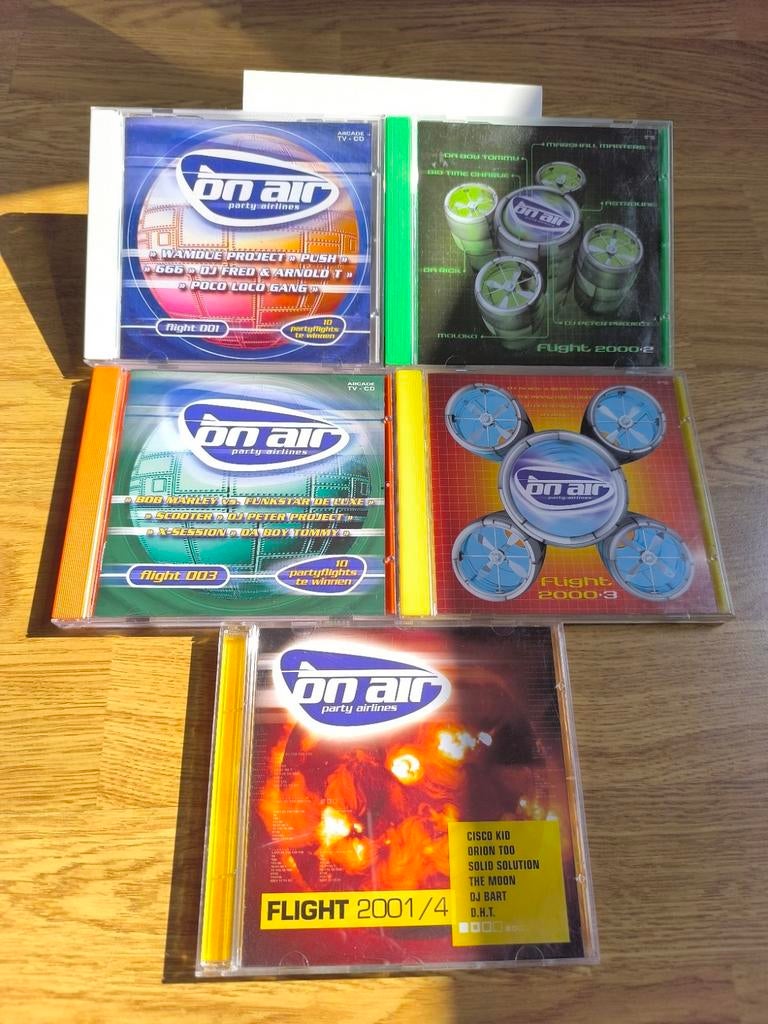 ARCADE
TV - CD
on air
party airlines
» WAMDUE PROJECT » PUSH »
» 666 » DJ FRED & ARNOLD T »
» POCO LOCO GANG »
flight 001
10
partyflights
te winnen
MARSHALL MASTERS
DA BOY TOMMY
BIG TIME CHARLIE
on air
ASTROLINE
DA RICK
DJ PETER PROJECT
MOLOKO
flight 2000·2
ARCADE
TV - CD
on air
party airlines
» BOB MARLEY vs. FUNKSTAR DE LUXE »
» SCOOTER » DJ PETER PROJECT »
» X-SESSION » DA BOY TOMMY »
flight 003
10
partyflights
te winnen
on air
party airlines
flight
2000·3
on air
party airlines
CISCO KID
ORION TOO
SOLID SOLUTION
THE MOON
DJ BART
D.H.T.
FLIGHT 2001/4